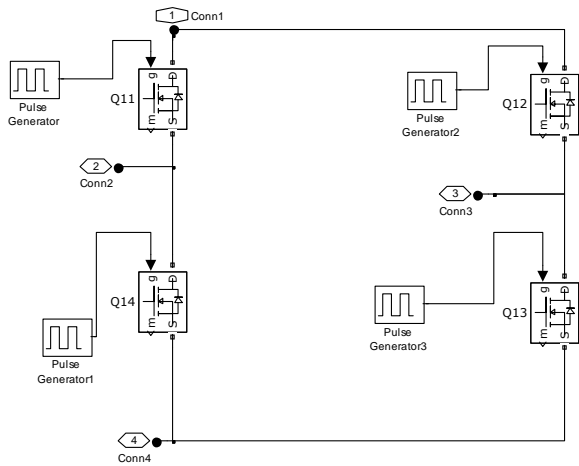 1
Conn1
Pulse
Generator
Q11
g
D
m
S
Pulse
Generator2
Q12
g
D
m
S
2
Conn2
3
Conn3
Q14
g
D
m
S
Pulse
Generator1
Pulse
Generator3
Q13
g
D
m
S
4
Conn4